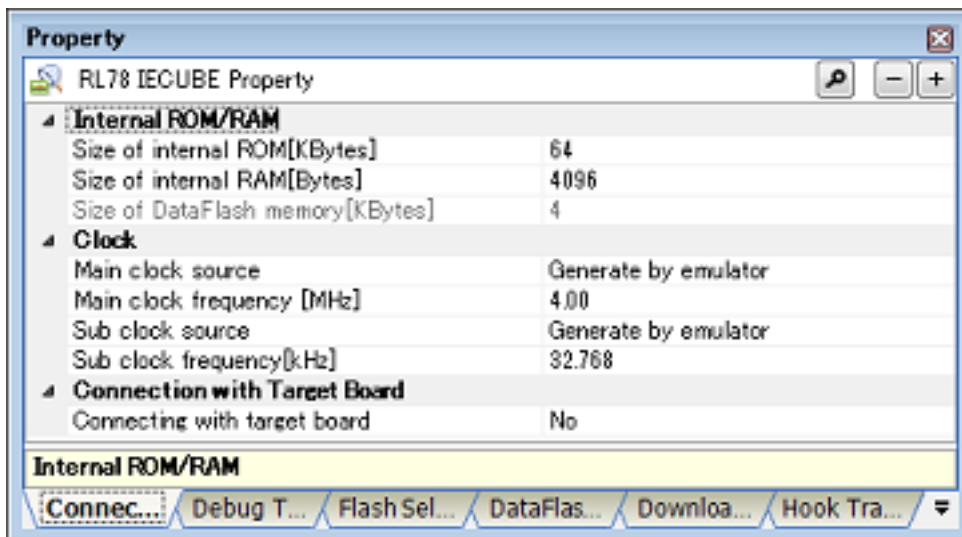 Property
RL78 IECUBE Property
Internal ROM/RAM
Size of internal ROM[KBytes] 64
Size of internal RAM[Bytes] 4096
Size of DataFlash memory[KBytes] 4
Clock
Main clock source Generate by emulator
Main clock frequency [MHz] 4.00
Sub clock source Generate by emulator
Sub clock frequency[kHz] 32.768
Connection with Target Board
Connecting with target board No
Internal ROM/RAM
Connec... Debug T... Flash Sel... DataFlas... Downloa... Hook Tra...